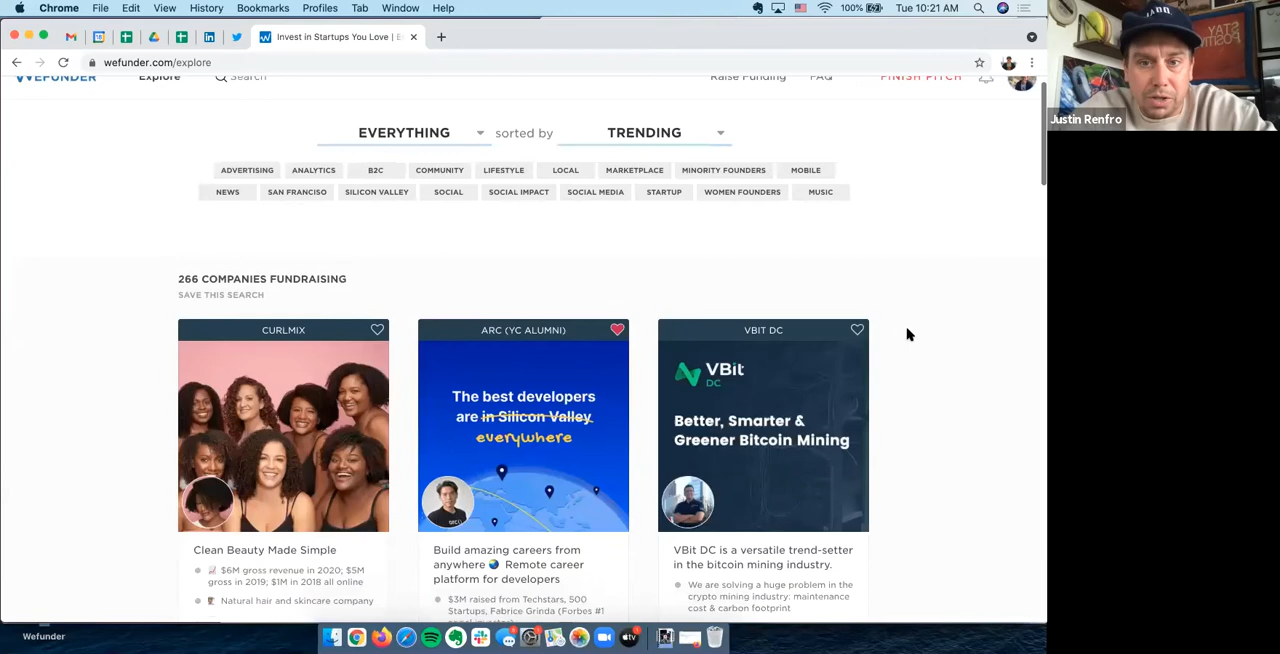 Chrome File Edit View History Bookmarks Profiles Tab Window Help 100% Tue 10:21 AM
Invest in Startups You Love |
wefunder.com/explore
WEFUNDER Explore Search Raise Funding FAQ FINISH PITCH
EVERYTHING sorted by TRENDING
ADVERTISING ANALYTICS B2C COMMUNITY LIFESTYLE LOCAL MARKETPLACE MINORITY FOUNDERS MOBILE
NEWS SAN FRANCISO SILICON VALLEY SOCIAL SOCIAL IMPACT SOCIAL MEDIA STARTUP WOMEN FOUNDERS MUSIC
266 COMPANIES FUNDRAISING
SAVE THIS SEARCH
CURLMIX
Clean Beauty Made Simple
$6M gross revenue in 2020; $5M
gross in 2019; $1M in 2018 all online
Natural hair and skincare company
ARC (YC ALUMNI)
The best developers
are in Silicon Valley
everywhere
Build amazing careers from
anywhere 🌏 Remote career
platform for developers
$3M raised from Techstars, 500
Startups, Fabrice Grinda (Forbes #1
VBIT DC
VBit
DC
Better, Smarter &
Greener Bitcoin Mining
VBit DC is a versatile trend-setter
in the bitcoin mining industry.
We are solving a huge problem in the
crypto mining industry: maintenance
cost & carbon footprint
Wefunder
tv
Justin Renfro
STAY
POSITIVE